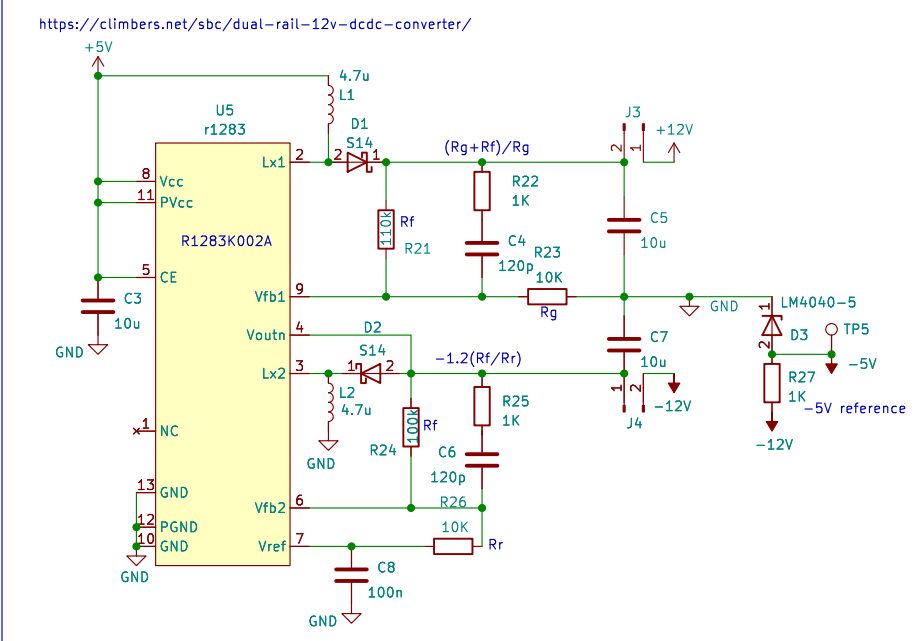 https://climbers.net/sbc/dual-rail-12v-dcdc-converter/
+5V
4.7u
L1
U5
r1283
D1
S14
(Rg+Rf)/Rg
J3
+12V
Lx1 2
2 1
2 1
8 Vcc
11 PVcc
R22
1K
110k
Rf
R21
C5
10u
R1283K002A
C4
120p
R23
10K
5 CE
C3
10u
Vfb1 9
Rg
GND
LM4040-5
1
2
D3
TP5
-5V
GND
Voutn 4
D2
S14
Lx2 3
1 2
-1.2(Rf/Rr)
C7
10u
1 2
J4
-12V
R27
1K
-5V reference
-12V
L2
4.7u
GND
100k
Rf
R24
R25
1K
C6
120p
1 NC
13 GND
12 PGND
10 GND
GND
Vfb2 6
R26
10K
Vref 7
Rr
C8
100n
GND